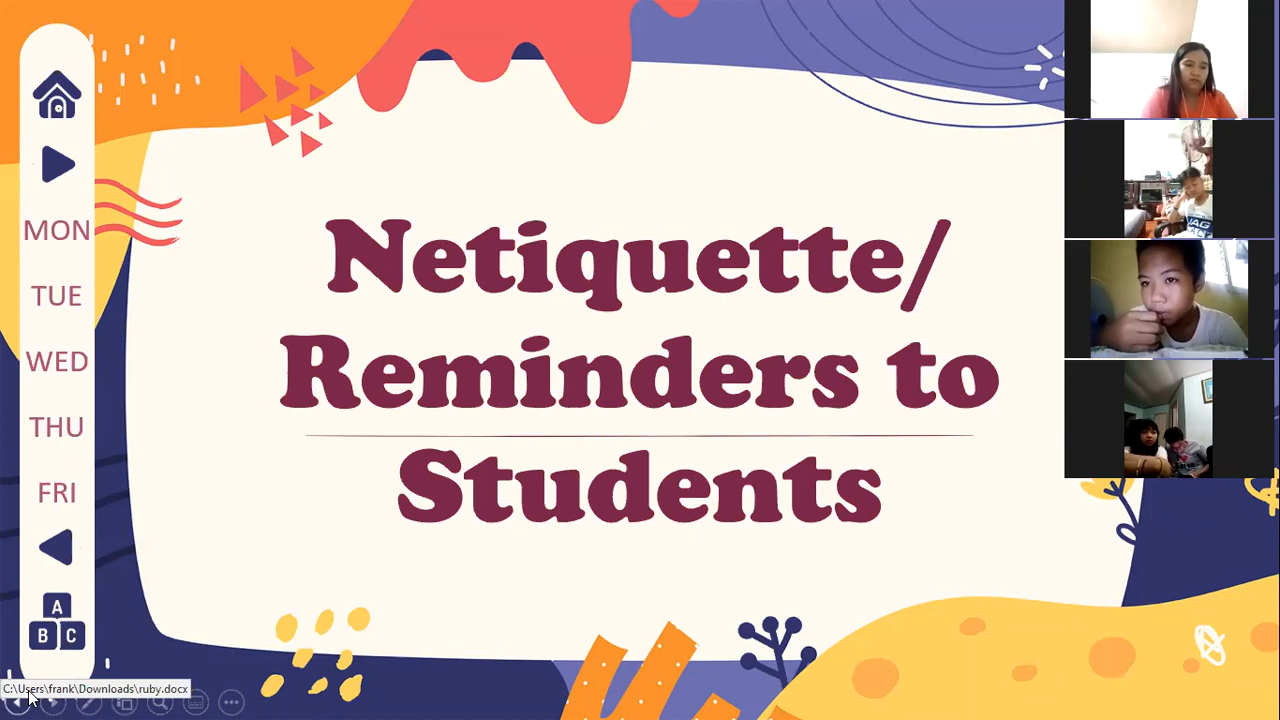 MON
TUE
WED
THU
FRI
A
B C
Netiquette/
Reminders to
Students
C:\Users\frank\Downloads\ruby.docx